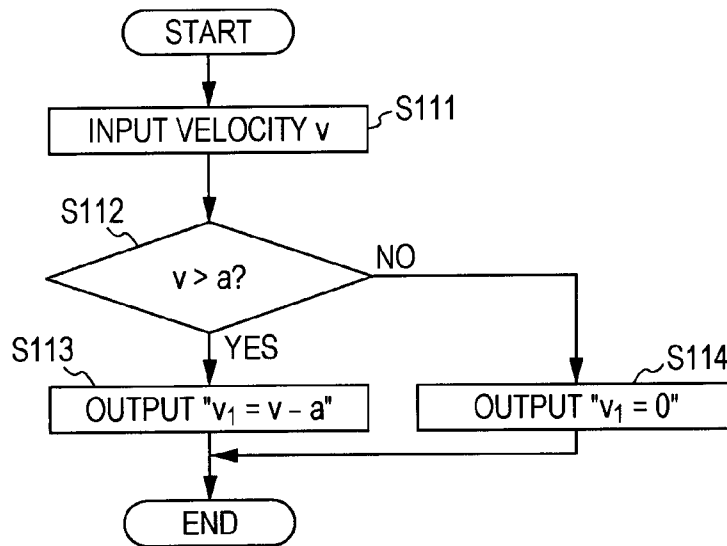 START
INPUT VELOCITY v
S111
S112
v > a?
NO
YES
S113
S114
OUTPUT "v₁ = v – a"
OUTPUT "v₁ = 0"
END